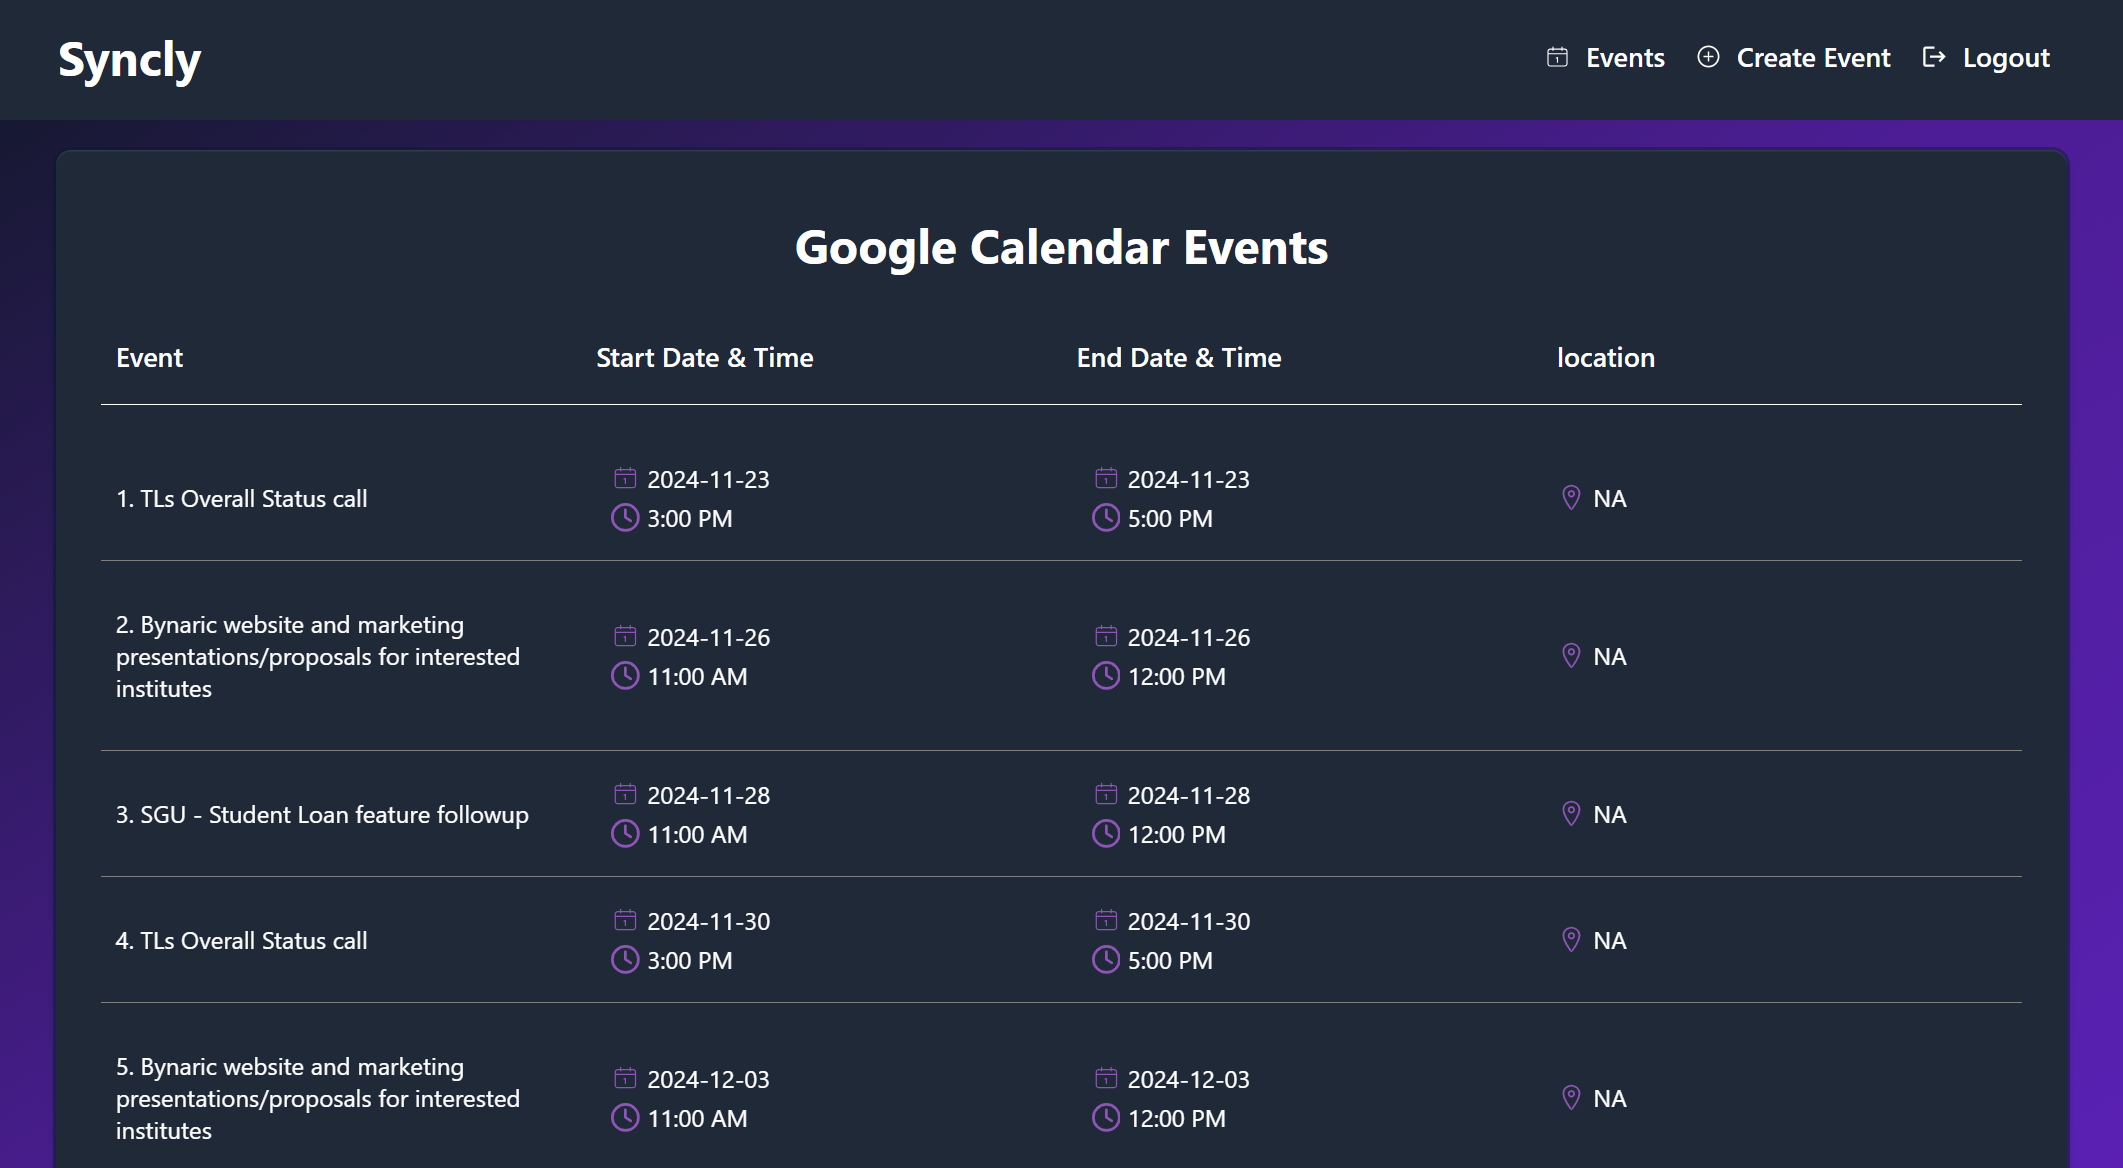 Syncly
Events
Create Event
Logout
Google Calendar Events
Event
Start Date & Time
End Date & Time
location
1. TLs Overall Status call
2024-11-23
3:00 PM
2024-11-23
5:00 PM
NA
2. Bynaric website and marketing
presentations/proposals for interested
institutes
2024-11-26
11:00 AM
2024-11-26
12:00 PM
NA
3. SGU - Student Loan feature followup
2024-11-28
11:00 AM
2024-11-28
12:00 PM
NA
4. TLs Overall Status call
2024-11-30
3:00 PM
2024-11-30
5:00 PM
NA
5. Bynaric website and marketing
presentations/proposals for interested
institutes
2024-12-03
11:00 AM
2024-12-03
12:00 PM
NA